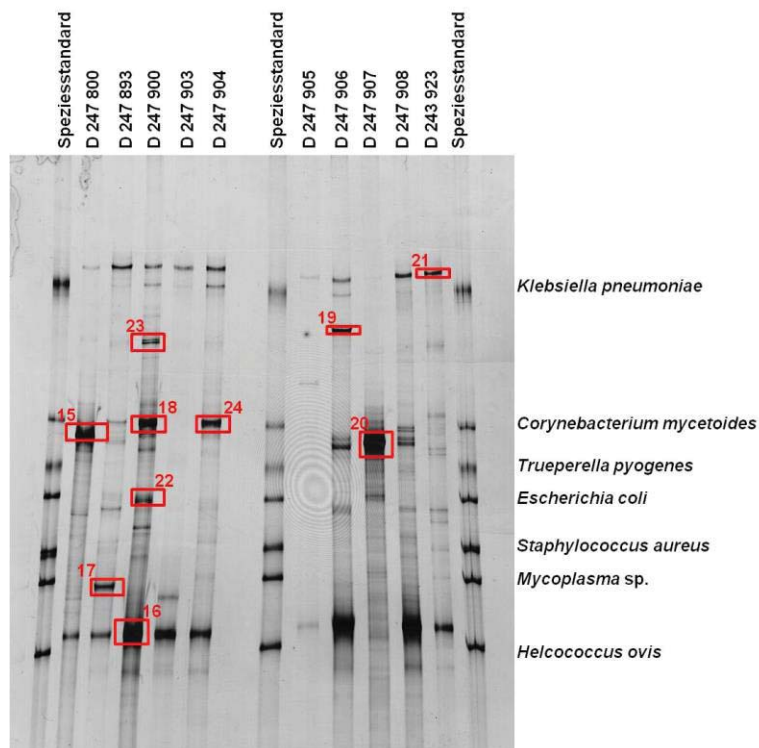 Speziesstandard
D 247 800
D 247 893
D 247 900
D 247 903
D 247 904
Speziesstandard
D 247 905
D 247 906
D 247 907
D 247 908
D 243 923
Speziesstandard
21
Klebsiella pneumoniae
19
23
15
18
24
20
Corynebacterium mycetoides
Trueperella pyogenes
22
Escherichia coli
Staphylococcus aureus
17
Mycoplasma sp.
16
Helcococcus ovis